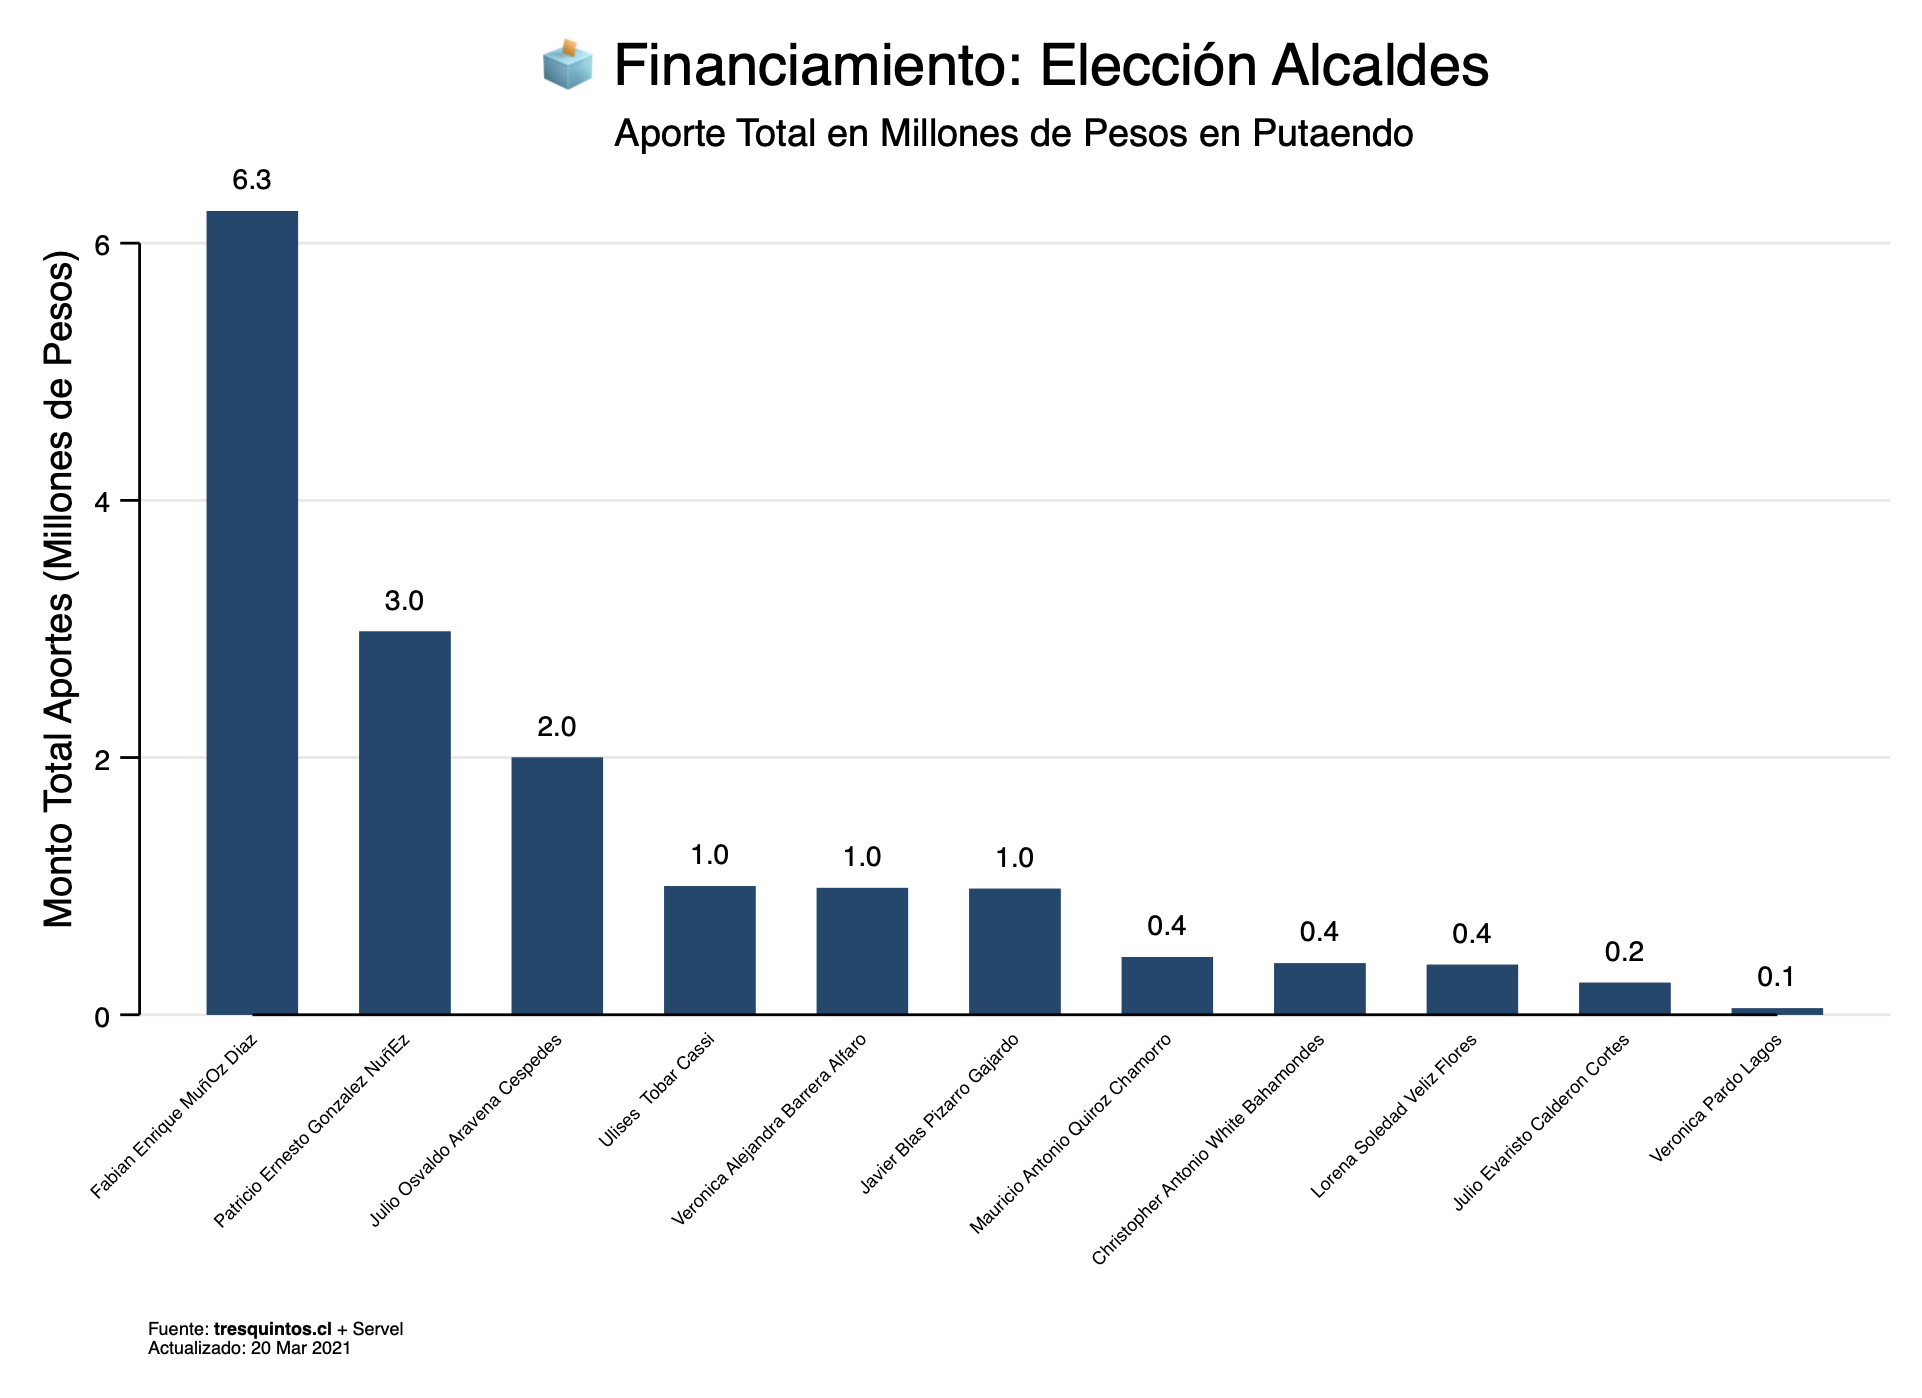 Financiamiento: Elección Alcaldes
Aporte Total en Millones de Pesos en Putaendo
Monto Total Aportes (Millones de Pesos)
6
4
2
0
6.3
3.0
2.0
1.0
1.0
1.0
0.4
0.4
0.4
0.2
0.1
Fabian Enrique MuñOz Diaz
Patricio Ernesto Gonzalez NuñEz
Julio Osvaldo Aravena Cespedes
Ulises  Tobar Cassi
Veronica Alejandra Barrera Alfaro
Javier Blas Pizarro Gajardo
Mauricio Antonio Quiroz Chamorro
Christopher Antonio White Bahamondes
Lorena Soledad Veliz Flores
Julio Evaristo Calderon Cortes
Veronica Pardo Lagos
Fuente: tresquintos.cl + Servel
Actualizado: 20 Mar 2021